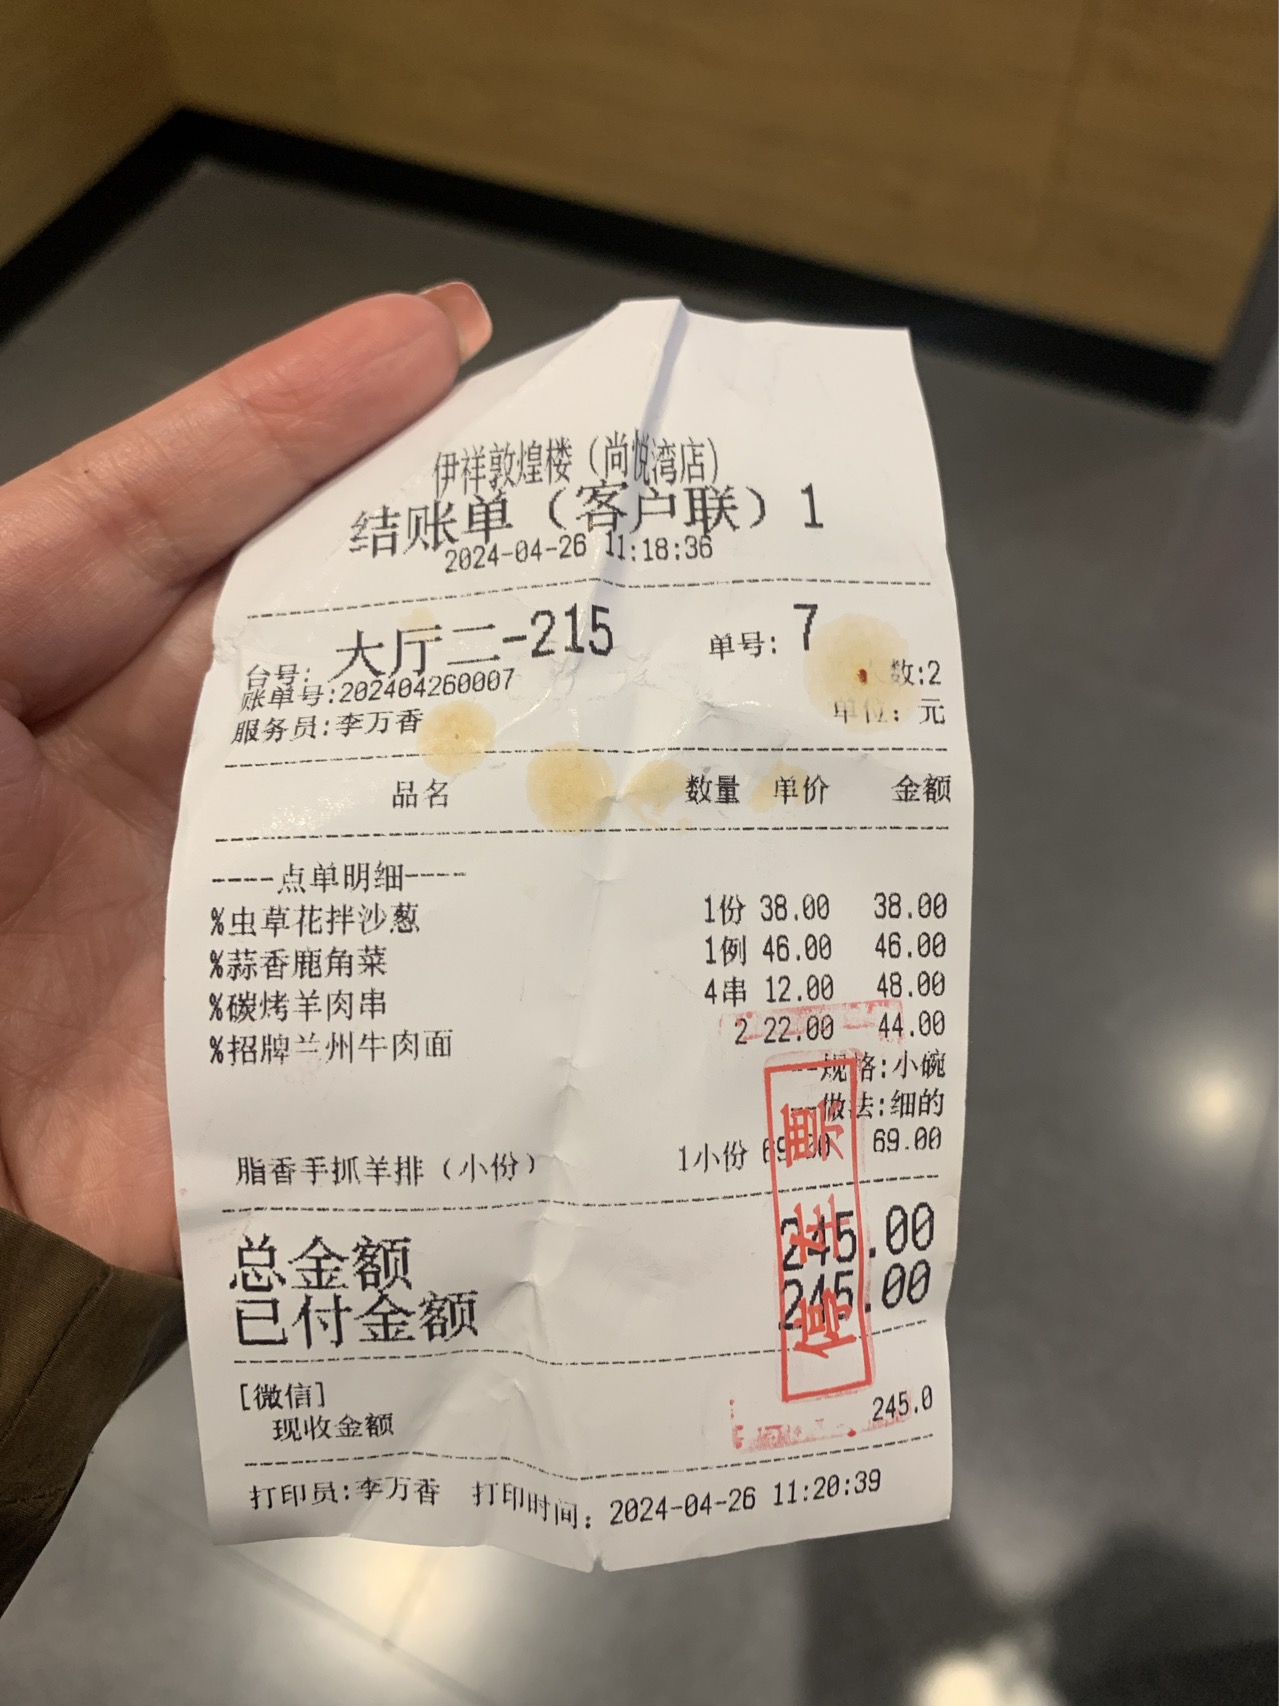 伊祥敦煌楼（尚悦湾店）
结账单（客户联）1
2024-04-26 11:18:36
台号: 大厅二-215 单号: 7
账单号:202404260007 数:2
服务员:李万香 单位: 元
品名 数量 单价 金额
----点单明细----
%虫草花拌沙葱 1份 38.00 38.00
%蒜香鹿角菜 1例 46.00 46.00
%碳烤羊肉串 4串 12.00 48.00
%招牌兰州牛肉面 2 22.00 44.00
--规格:小碗
--做法:细的
脂香手抓羊排（小份） 1小份 69.00 69.00
总金额 245.00
已付金额 245.00
[微信]
现收金额 245.0
打印员:李万香 打印时间: 2024-04-26 11:20:39
停车票